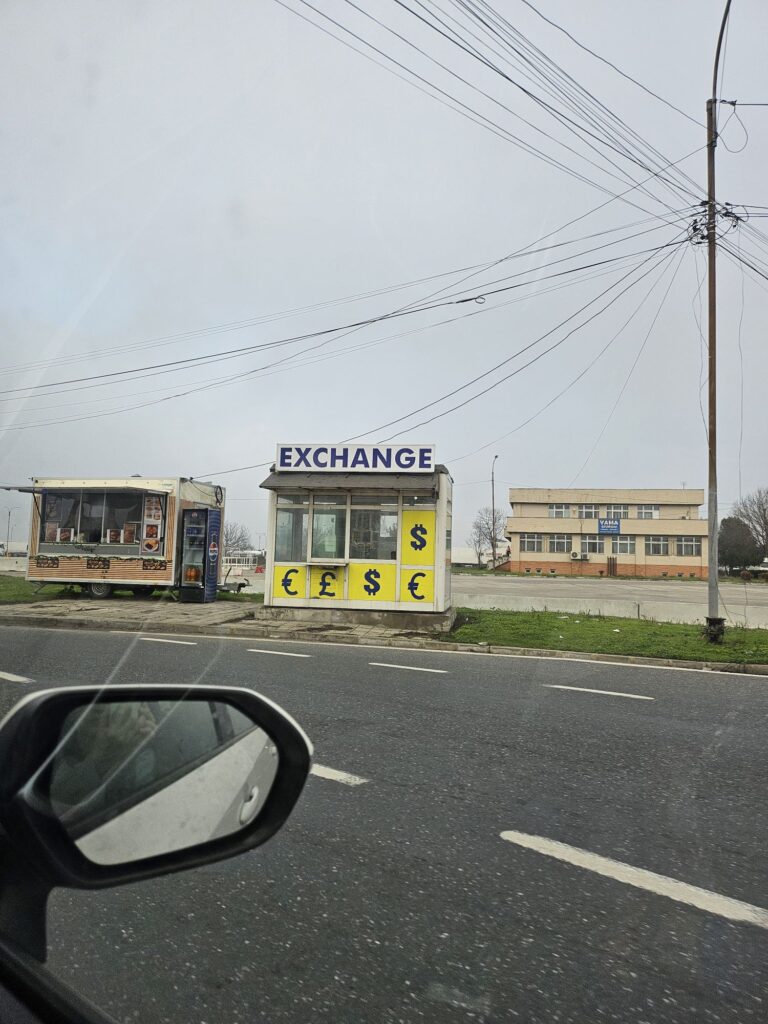 EXCHANGE
$
€ £ $ €
YAMA